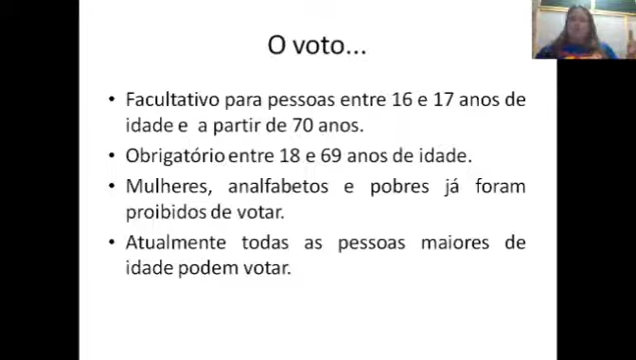 O voto...
• Facultativo para pessoas entre 16 e 17 anos de
idade e a partir de 70 anos.
• Obrigatório entre 18 e 69 anos de idade.
• Mulheres, analfabetos e pobres já foram
proibidos de votar.
• Atualmente todas as pessoas maiores de
idade podem votar.